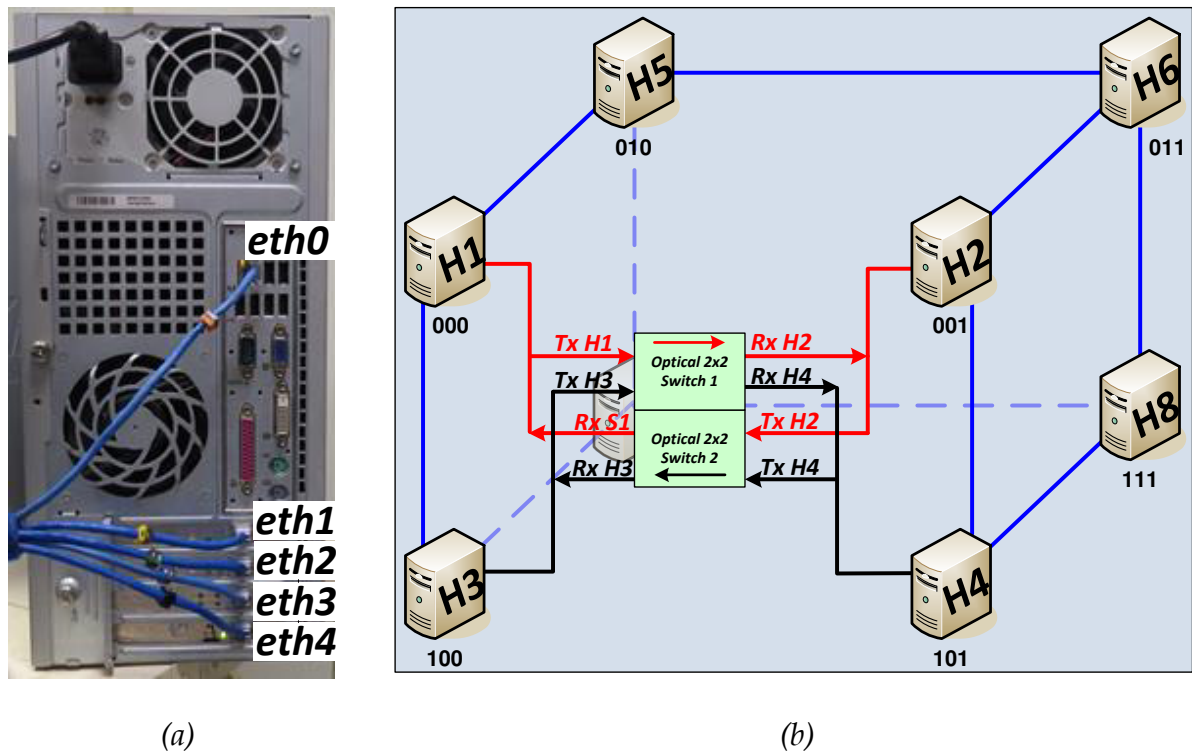 eth0
eth1
eth2
eth3
eth4
(a)
H5
010
H6
011
H1
000
H2
001
Tx H1
Rx H2
Optical 2x2
Switch 1
Tx H3
Rx H4
Rx S1
Tx H2
Optical 2x2
Switch 2
Rx H3
Tx H4
H8
111
H3
100
H4
101
(b)